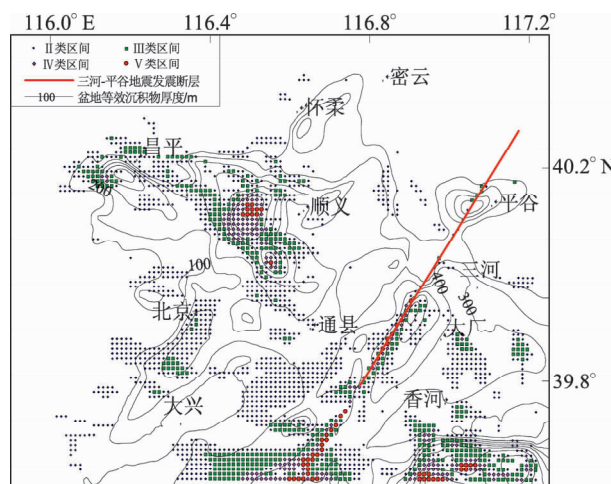 116.0° E 116.4° 116.8° 117.2°
II类区间 III类区间
IV类区间 V类区间
三河-平谷地震发震断层
100 盆地等效沉积物厚度/m
密云
怀柔
昌平
40.2° N
顺义
平谷
100
三河
400
300
北京
通县
大厂
39.8°
大兴
香河